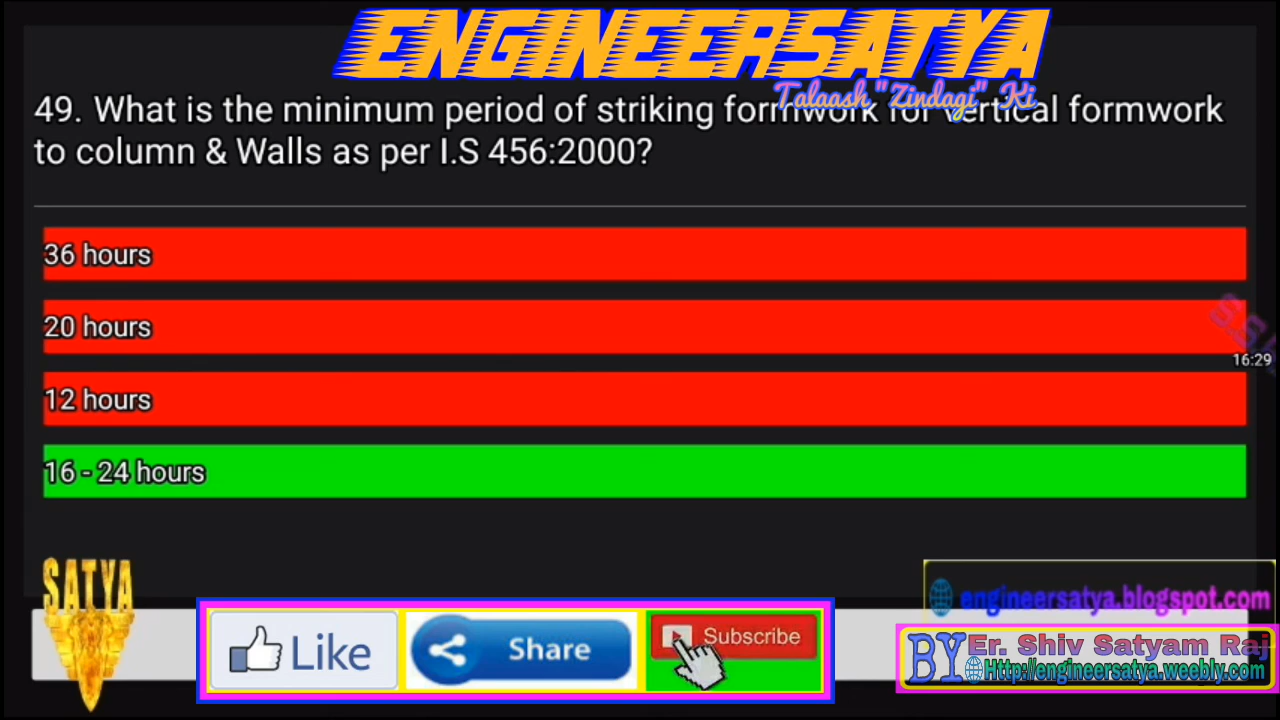 ENGINEERSATYA
Talaash "Zindagi" Ki
49. What is the minimum period of striking formwork for vertical formwork
to column & Walls as per I.S 456:2000?
36 hours
20 hours
16:29
12 hours
16 - 24 hours
SATYA
engineersatya.blogspot.com
Like
Share
Subscribe
BY Er. Shiv Satyam Raj
Http://engineersatya.weebly.com